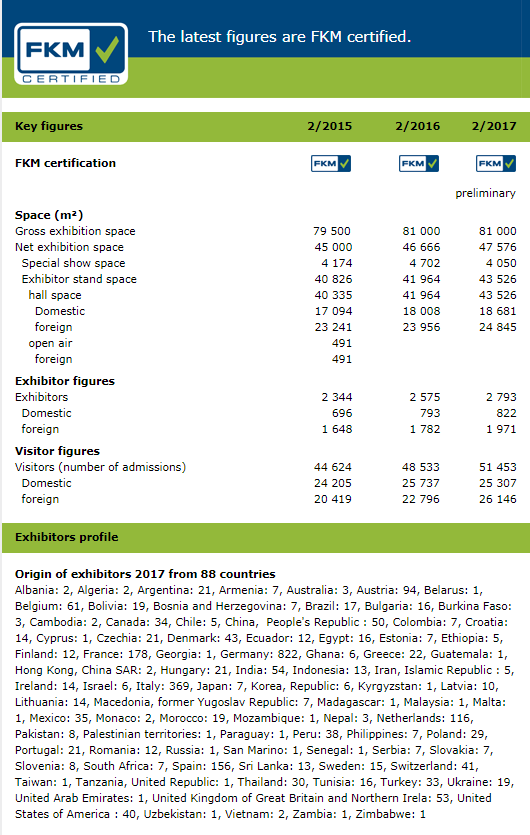 FKM
CERTIFIED
The latest figures are FKM certified.
Key figures 2/2015 2/2016 2/2017
FKM certification FKM FKM FKM
preliminary
Space (m²)
Gross exhibition space 79 500 81 000 81 000
Net exhibition space 45 000 46 666 47 576
Special show space 4 174 4 702 4 050
Exhibitor stand space 40 826 41 964 43 526
hall space 40 335 41 964 43 526
Domestic 17 094 18 008 18 681
foreign 23 241 23 956 24 845
open air 491
foreign 491
Exhibitor figures
Exhibitors 2 344 2 575 2 793
Domestic 696 793 822
foreign 1 648 1 782 1 971
Visitor figures
Visitors (number of admissions) 44 624 48 533 51 453
Domestic 24 205 25 737 25 307
foreign 20 419 22 796 26 146
Exhibitors profile
Origin of exhibitors 2017 from 88 countries
Albania: 2, Algeria: 2, Argentina: 21, Armenia: 7, Australia: 3, Austria: 94, Belarus: 1,
Belgium: 61, Bolivia: 19, Bosnia and Herzegovina: 7, Brazil: 17, Bulgaria: 16, Burkina Faso:
3, Cambodia: 2, Canada: 34, Chile: 5, China, People's Republic : 50, Colombia: 7, Croatia:
14, Cyprus: 1, Czechia: 21, Denmark: 43, Ecuador: 12, Egypt: 16, Estonia: 7, Ethiopia: 5,
Finland: 12, France: 178, Georgia: 1, Germany: 822, Ghana: 6, Greece: 22, Guatemala: 1,
Hong Kong, China SAR: 2, Hungary: 21, India: 54, Indonesia: 13, Iran, Islamic Republic : 5,
Ireland: 14, Israel: 6, Italy: 369, Japan: 7, Korea, Republic: 6, Kyrgyzstan: 1, Latvia: 10,
Lithuania: 14, Macedonia, former Yugoslav Republic: 7, Madagascar: 1, Malaysia: 1, Malta:
1, Mexico: 35, Monaco: 2, Morocco: 19, Mozambique: 1, Nepal: 3, Netherlands: 116,
Pakistan: 8, Palestinian territories: 1, Paraguay: 1, Peru: 38, Philippines: 7, Poland: 29,
Portugal: 21, Romania: 12, Russia: 1, San Marino: 1, Senegal: 1, Serbia: 7, Slovakia: 7,
Slovenia: 8, South Africa: 7, Spain: 156, Sri Lanka: 13, Sweden: 15, Switzerland: 41,
Taiwan: 1, Tanzania, United Republic: 1, Thailand: 30, Tunisia: 16, Turkey: 33, Ukraine: 19,
United Arab Emirates: 1, United Kingdom of Great Britain and Northern Irela: 53, United
States of America : 40, Uzbekistan: 1, Vietnam: 2, Zambia: 1, Zimbabwe: 1